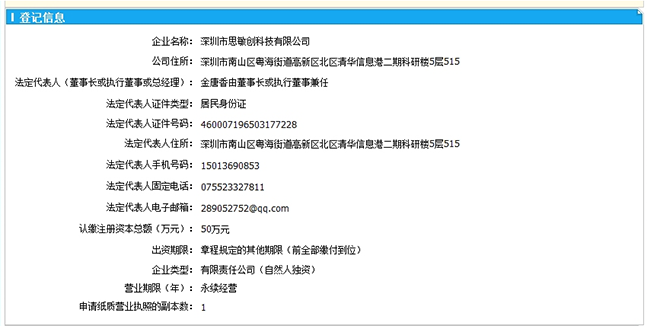 登记信息
企业名称： 深圳市思敏创科技有限公司
公司住所： 深圳市南山区粤海街道高新区北区清华信息港二期科研楼5层515
法定代表人（董事长或执行董事或总经理）： 金唐香由董事长或执行董事兼任
法定代表人证件类型： 居民身份证
法定代表人证件号码： 460007196503177228
法定代表人住所： 深圳市南山区粤海街道高新区北区清华信息港二期科研楼5层515
法定代表人手机号码： 15013690853
法定代表人固定电话： 075523327811
法定代表人电子邮箱： 289052752@qq.com
认缴注册资本总额（万元）： 50万元
出资期限： 章程规定的其他期限（前全部缴付到位）
企业类型： 有限责任公司（自然人独资）
营业期限（年）： 永续经营
申请纸质营业执照的副本数： 1